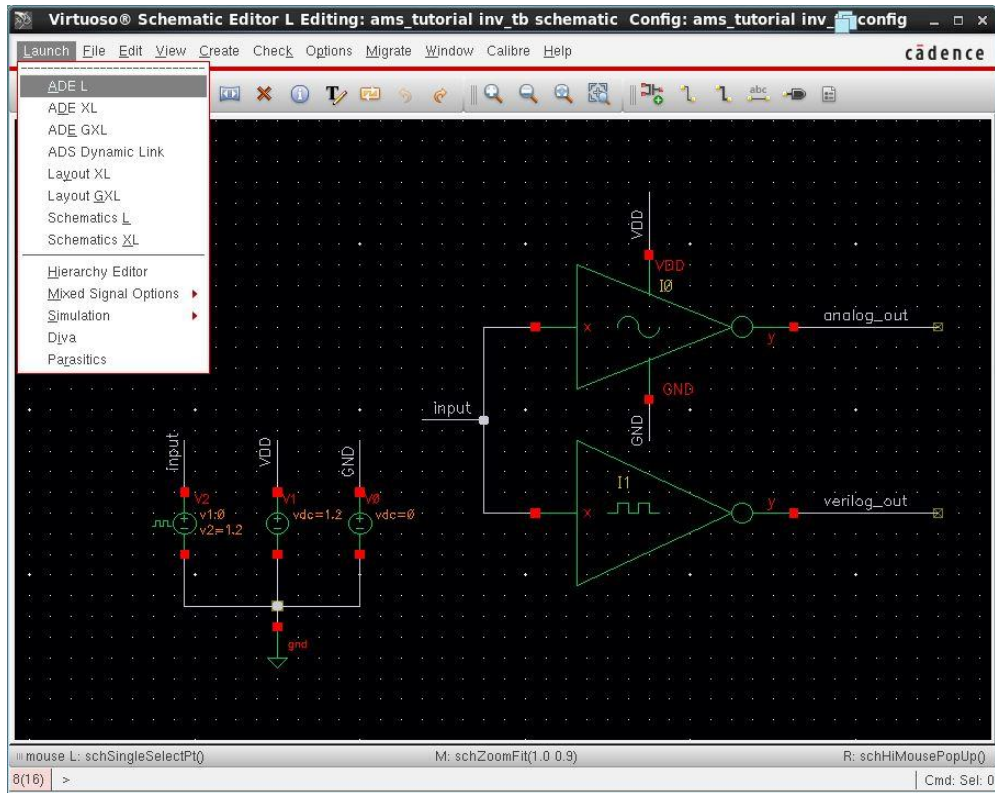 Virtuoso® Schematic Editor L Editing: ams_tutorial inv_tb schematic Config: ams_tutorial inv_ config
Launch File Edit View Create Check Options Migrate Window Calibre Help
cādence
ADE L
ADE XL
ADE GXL
ADS Dynamic Link
Layout XL
Layout GXL
Schematics L
Schematics XL
Hierarchy Editor
Mixed Signal Options
Simulation
Diva
Parasitics
abc
VDD
VDD
I0
x
y
analog_out
GND
GND
input
I1
x
y
verilog_out
input
VDD
GND
V2
v1:0
v2=1.2
V1
vdc=1.2
V0
vdc=0
gnd
mouse L: schSingleSelectPt()
M: schZoomFit(1.0 0.9)
R: schHiMousePopUp()
8(16) >
Cmd: Sel: 0